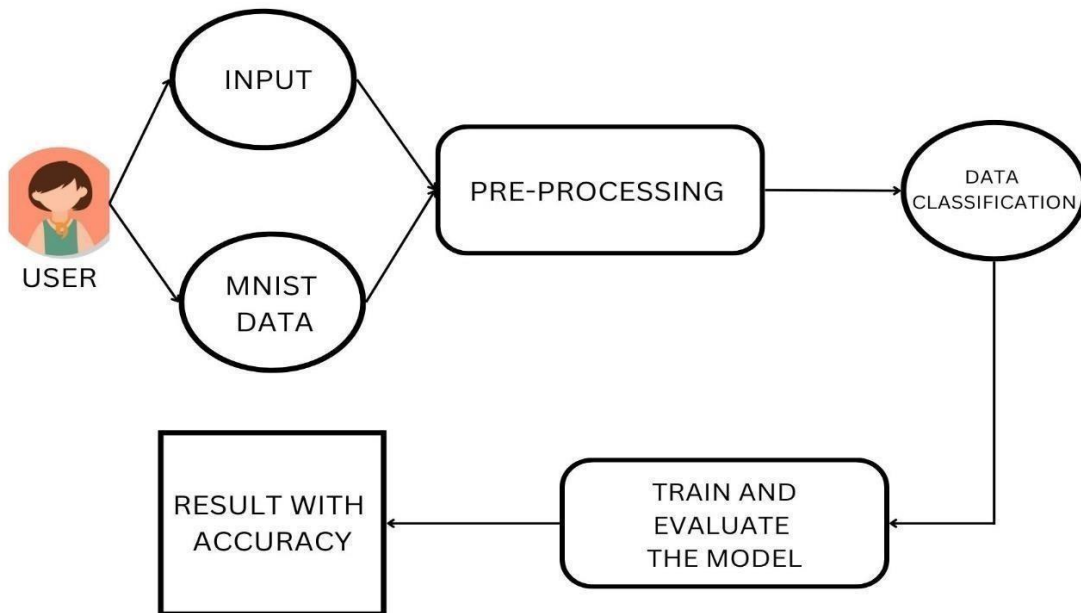 INPUT
USER
MNIST
DATA
PRE-PROCESSING
DATA
CLASSIFICATION
TRAIN AND
EVALUATE
THE MODEL
RESULT WITH
ACCURACY